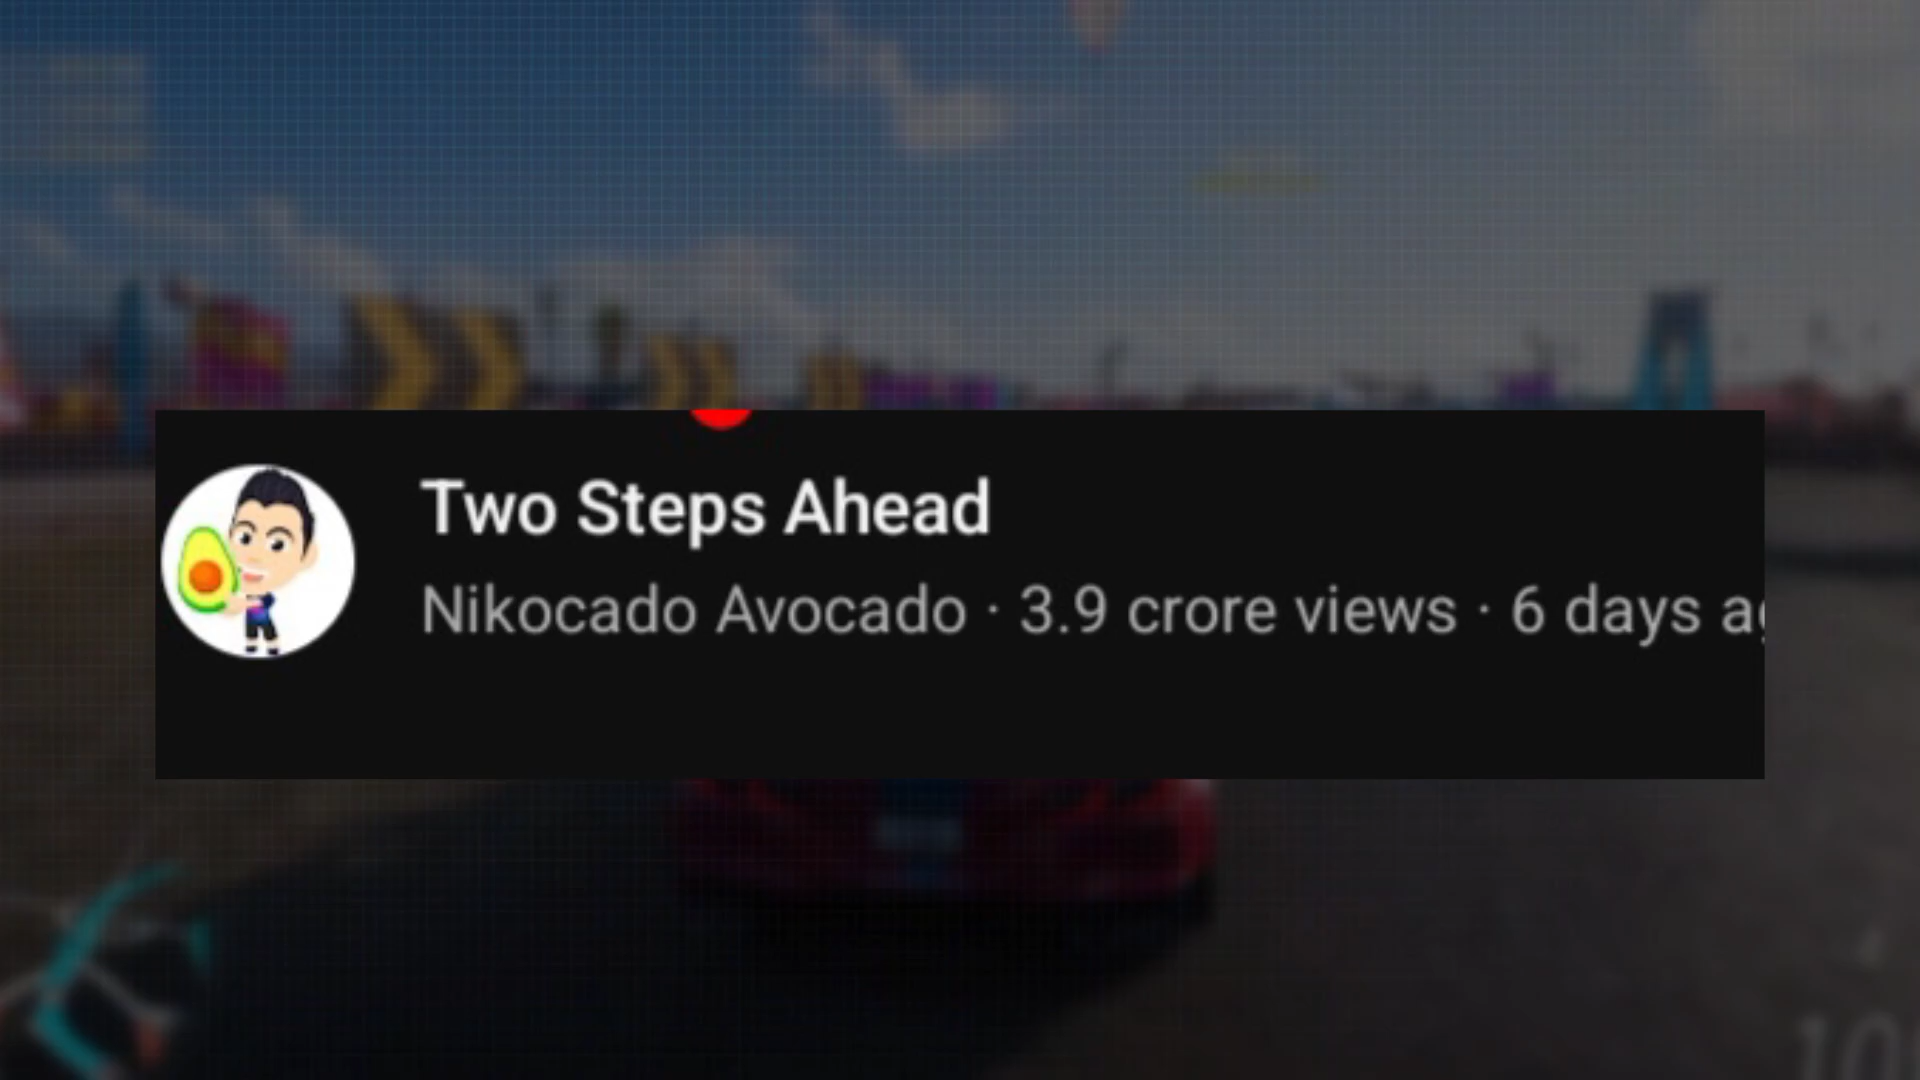 Two Steps Ahead
Nikocado Avocado · 3.9 crore views · 6 days